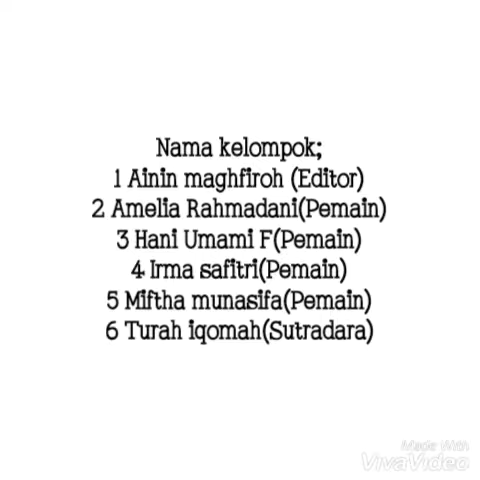 Nama kelompok;
1 Ainin maghfiroh (Editor)
2 Amelia Rahmadani(Pemain)
3 Hani Umami F(Pemain)
4 Irma safitri(Pemain)
5 Miftha munasifa(Pemain)
6 Turah iqomah(Sutradara)
Made With
VivaVideo